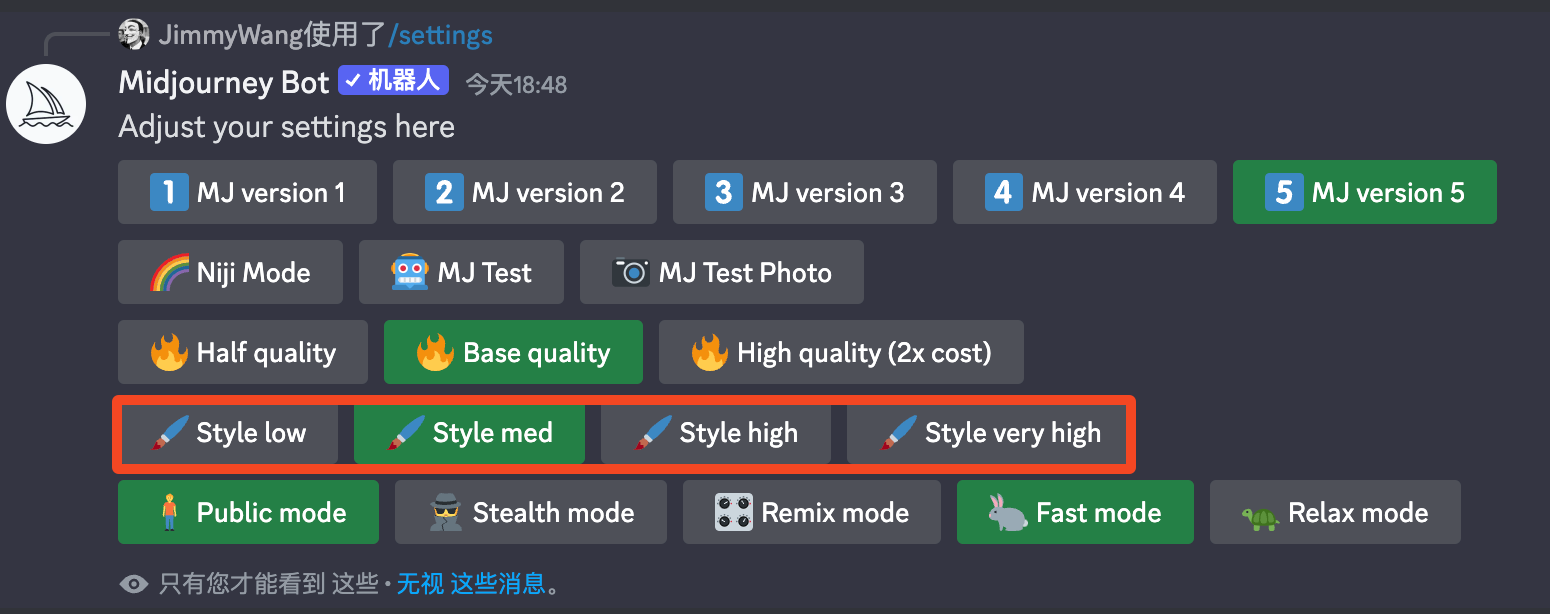 JimmyWang使用了/settings
Midjourney Bot ✓ 机器人 今天18:48
Adjust your settings here
1 MJ version 1 2 MJ version 2 3 MJ version 3 4 MJ version 4 5 MJ version 5
Niji Mode MJ Test MJ Test Photo
Half quality Base quality High quality (2x cost)
Style low Style med Style high Style very high
Public mode Stealth mode Remix mode Fast mode Relax mode
只有您才能看到 这些 • 无视 这些消息。